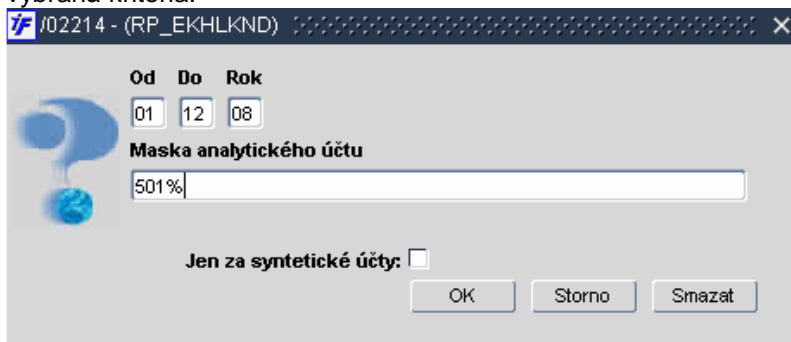 vybraná kritéria.
/02214 - (RP_EKHLKND)
Od Do Rok
01 12 08
Maska analytického účtu
501%
Jen za syntetické účty:
OK Storno Smazat